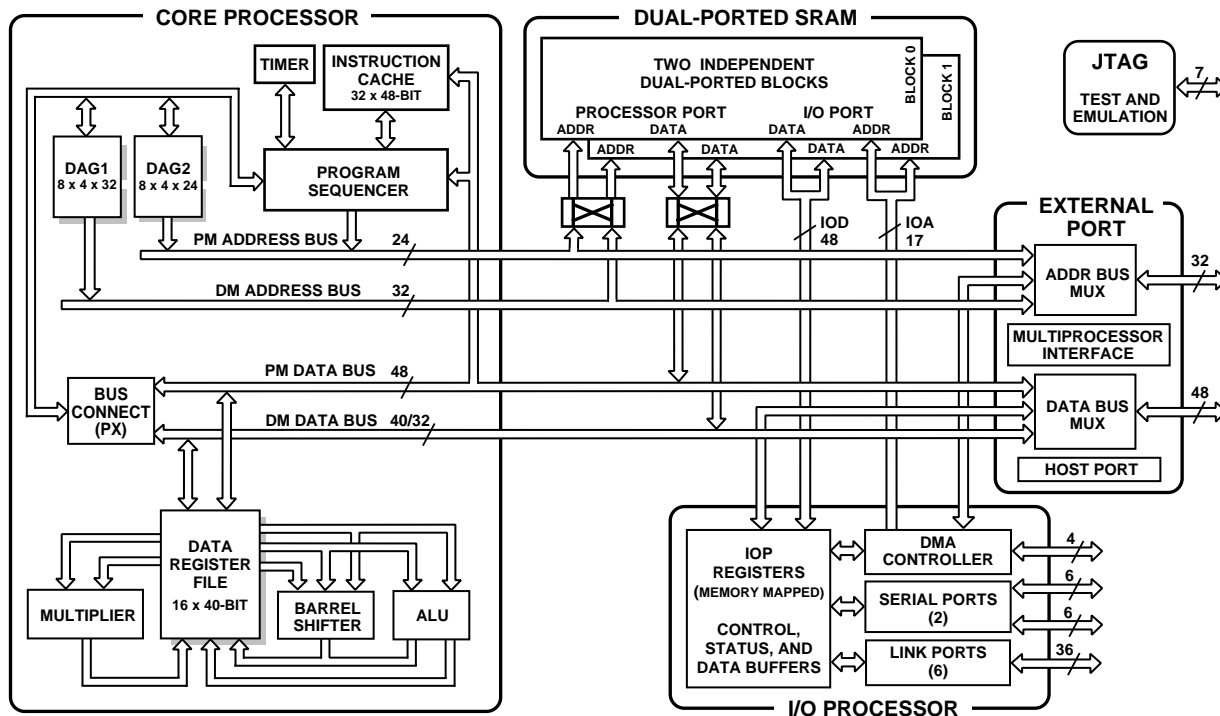 CORE PROCESSOR
TIMER
INSTRUCTION
CACHE
32 x 48-BIT
DAG1
8 x 4 x 32
DAG2
8 x 4 x 24
PROGRAM
SEQUENCER
PM ADDRESS BUS 24
DM ADDRESS BUS 32
BUS
CONNECT
(PX)
PM DATA BUS 48
DM DATA BUS 40/32
DATA
REGISTER
FILE
16 x 40-BIT
MULTIPLIER
BARREL
SHIFTER
ALU
DUAL-PORTED SRAM
TWO INDEPENDENT
DUAL-PORTED BLOCKS
BLOCK 0
BLOCK 1
PROCESSOR PORT
I/O PORT
ADDR DATA DATA ADDR
ADDR DATA DATA ADDR
IOD
48
IOA
17
JTAG
TEST AND
EMULATION
7
EXTERNAL
PORT
ADDR BUS
MUX
32
MULTIPROCESSOR
INTERFACE
DATA BUS
MUX
48
HOST PORT
IOP
REGISTERS
(MEMORY MAPPED)
CONTROL,
STATUS, AND
DATA BUFFERS
DMA
CONTROLLER
4
SERIAL PORTS
(2)
6
6
LINK PORTS
(6)
36
I/O PROCESSOR